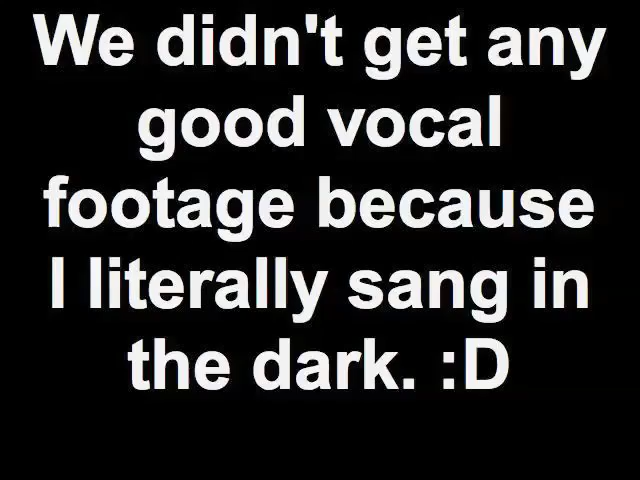 We didn't get any
good vocal
footage because
I literally sang in
the dark. :D